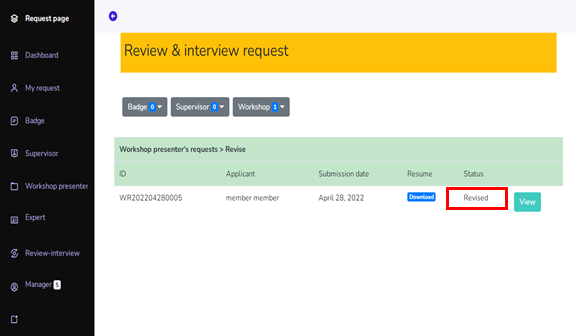 Request page
Dashboard
My request
Badge
Supervisor
Workshop presenter
Expert
Review-interview
Manager 5
Review & interview request
Badge 0 Supervisor 0 Workshop 1
Workshop presenter's requests > Revise
ID Applicant Submission date Resume Status
WR202204280005 member member April 28, 2022 Download Revised View